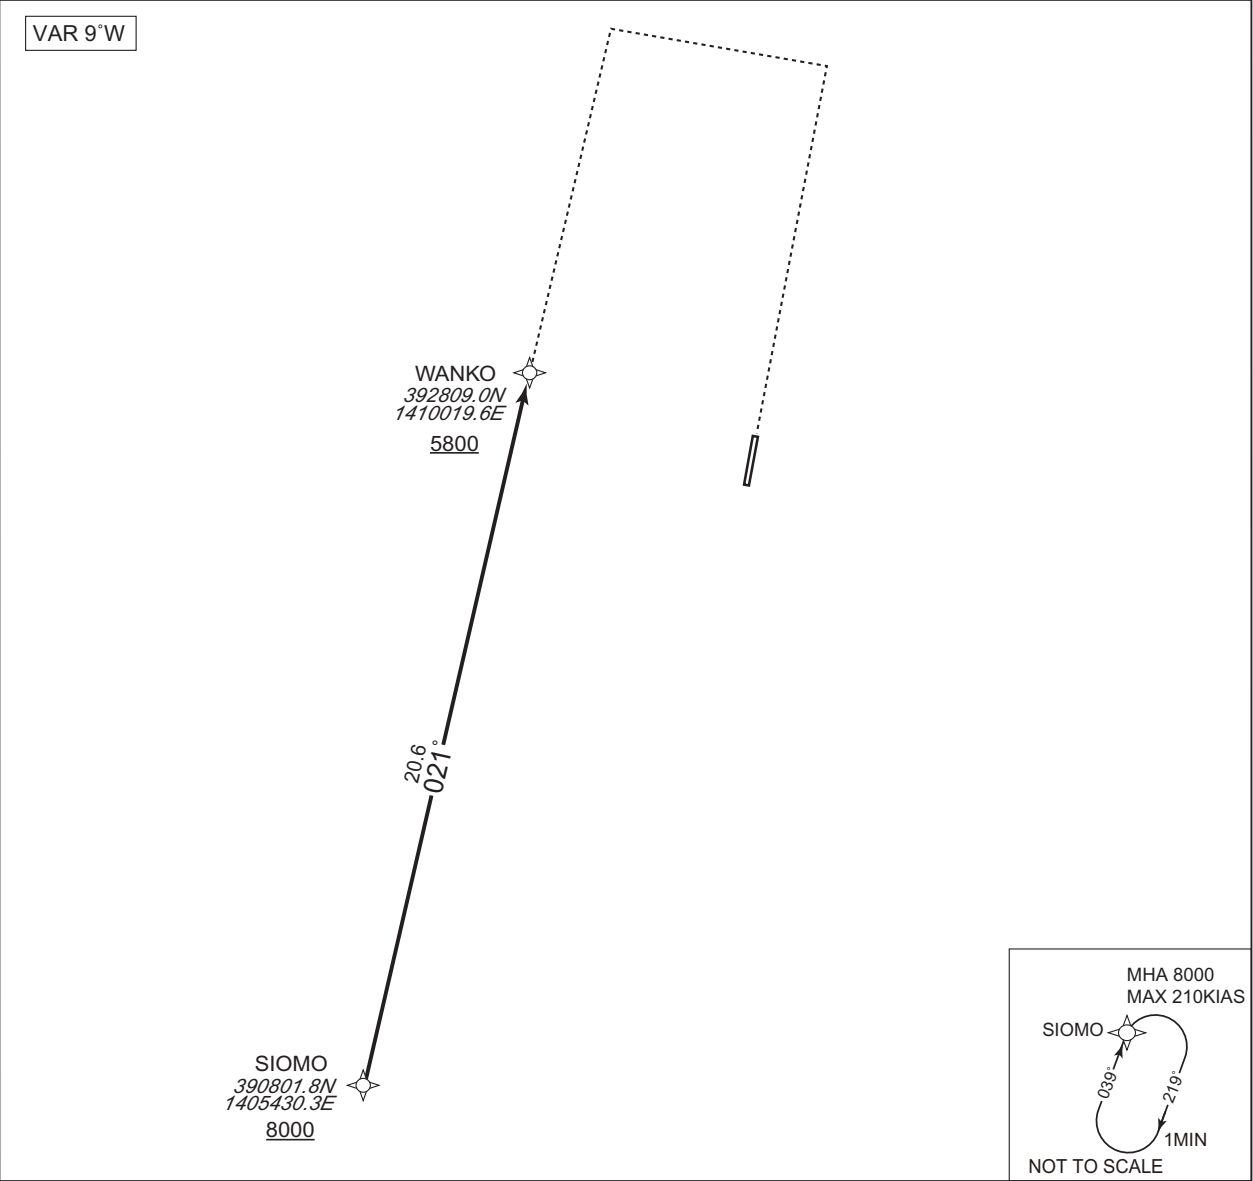 VAR 9°W
WANKO
392809.0N
1410019.6E
5800
20.6
021°
SIOMO
390801.8N
1405430.3E
8000
MHA 8000
MAX 210KIAS
SIOMO
039°
219°
1MIN
NOT TO SCALE